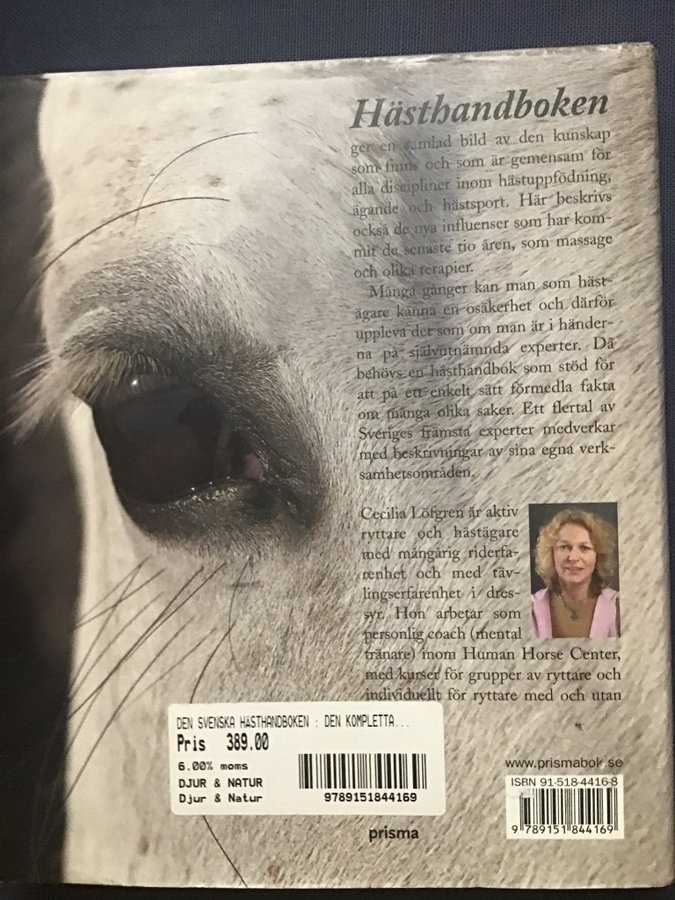 Hästhandboken
ger en samlad bild av den kunskap
som finns och som är gemensam för
alla discipliner inom hästuppfödning,
ägande och hästsport. Här beskrivs
också de nya influenser som har kom-
mit de senaste tio åren, som massage
och olika terapier.
Många gånger kan man som häst-
ägare känna en osäkerhet och därför
uppleva det som om man är i händer-
na på självutnämnda experter. Då
behövs en hästhandbok som stöd för
att på ett enkelt sätt förmedla fakta
om många olika saker. Ett flertal av
Sveriges främsta experter medverkar
med beskrivningar av sina egna verk-
samhetsområden.
Cecilia Löfgren är aktiv
ryttare och hästägare
med mångårig riderfa-
renhet och med täv-
lingserfarenhet i dres-
syr. Hon arbetar som
personlig coach (mental
tränare) inom Human Horse Center,
med kurser för grupper av ryttare och
individuellt för ryttare med och utan
DEN SVENSKA HÄSTHANDBOKEN : DEN KOMPLETTA...
Pris 389.00
6.00% moms
DJUR & NATUR
Djur & Natur
9789151844169
www.prismabok.se
ISBN 91-518-4416-8
9 789151 844169
prisma